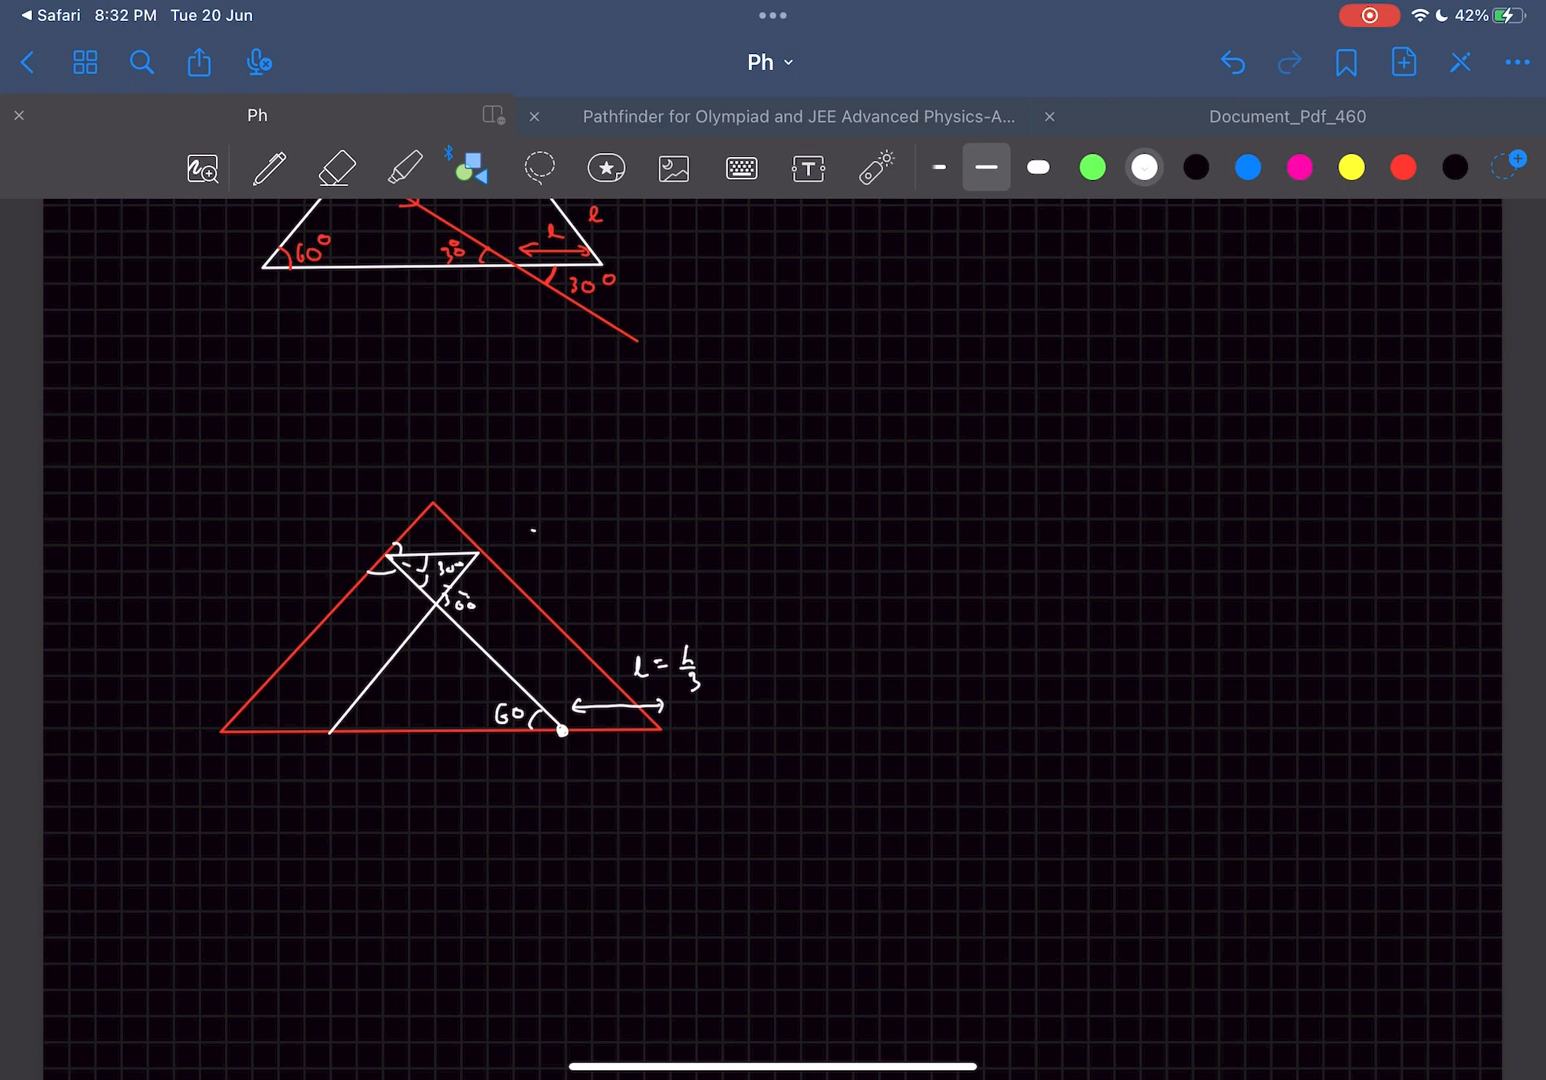 Safari 8:32 PM Tue 20 Jun
42%
Ph
Ph
Pathfinder for Olympiad and JEE Advanced Physics-A...
Document_Pdf_460
T
l
l
60°
30
30°
30
300
l = L/3
60